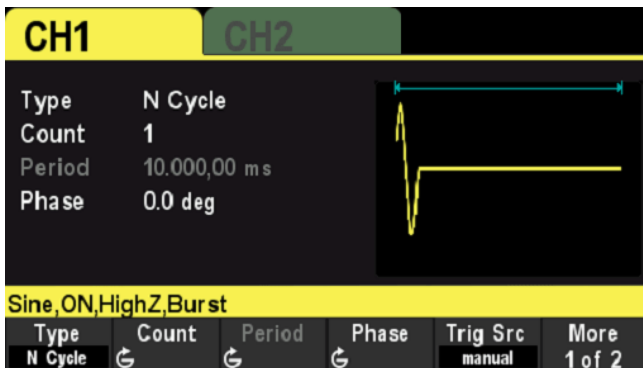 CH1 CH2
Type N Cycle
Count 1
Period 10.000,00 ms
Phase 0.0 deg
Sine,ON,HighZ,Burst
Type Count Period Phase Trig Src More
N Cycle manual 1 of 2